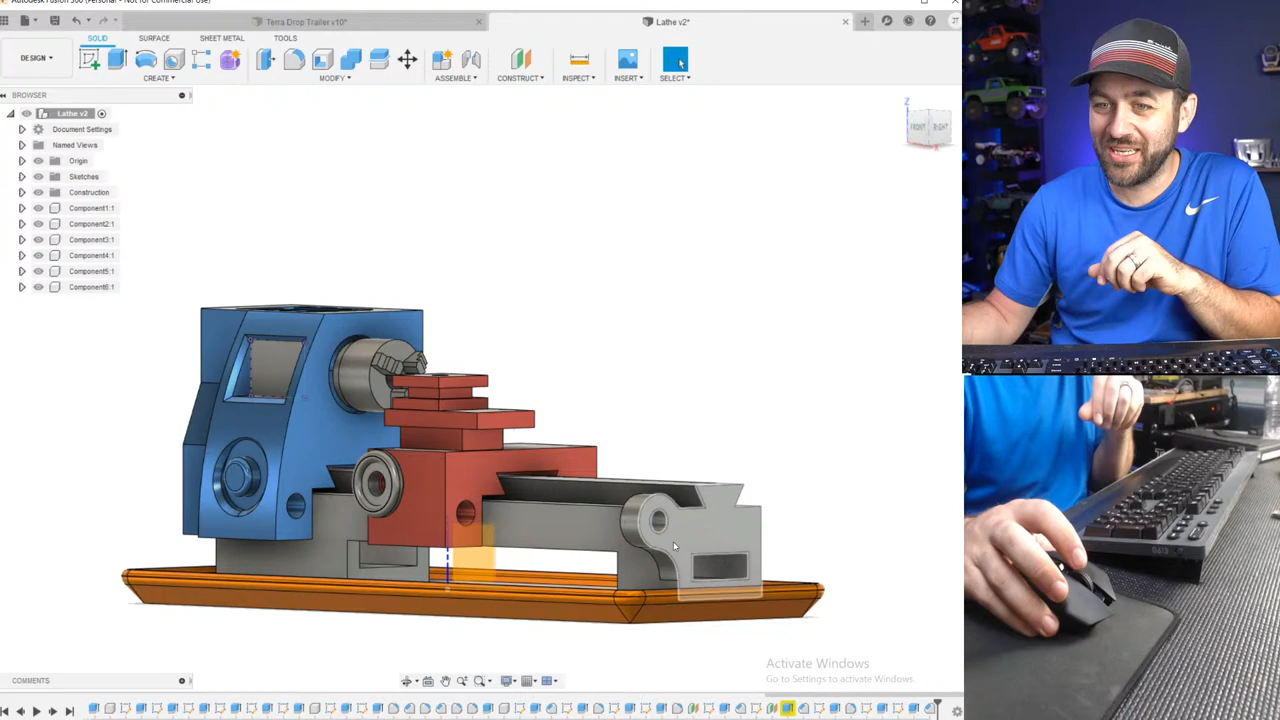 Autodesk Fusion 360 (Personal - Not for Commercial Use)
Terra Drop Trailer v10*
Lathe v2*
JT
DESIGN
SOLID
SURFACE
SHEET METAL
TOOLS
CREATE
MODIFY
ASSEMBLE
CONSTRUCT
INSPECT
INSERT
SELECT
BROWSER
Lathe v2
Document Settings
Named Views
Origin
Sketches
Construction
Component1:1
Component2:1
Component3:1
Component4:1
Component5:1
Component6:1
Z
FRONT
RIGHT
X
Activate Windows
Go to Settings to activate Windows.
COMMENTS